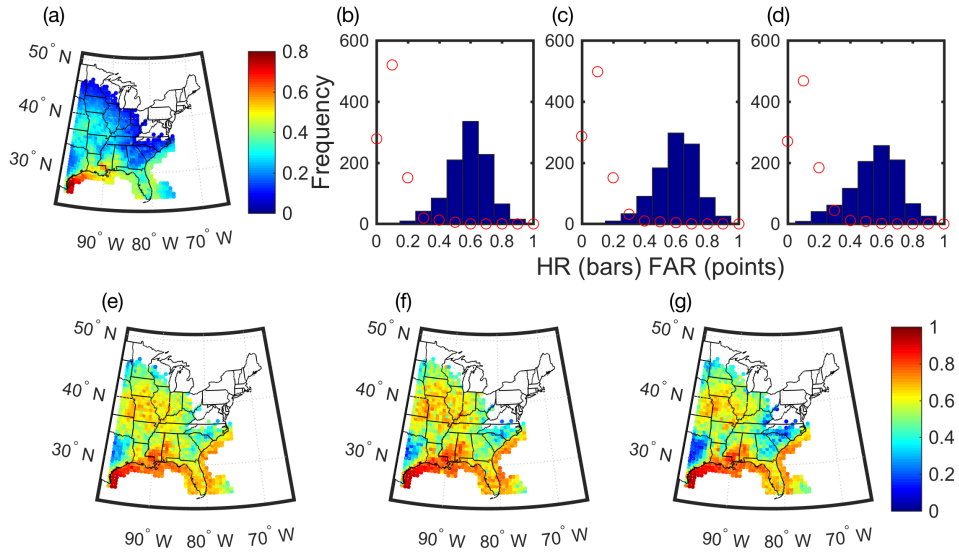 (a)
50° N
40° N
30° N
90° W 80° W 70° W
0.8
0.6
0.4
0.2
0
(b)
Frequency
600
400
200
0
0 0.2 0.4 0.6 0.8 1
(c)
600
400
200
0
0 0.2 0.4 0.6 0.8 1
(d)
600
400
200
0
0 0.2 0.4 0.6 0.8 1
HR (bars) FAR (points)
(e)
50° N
40° N
30° N
90° W 80° W 70° W
(f)
50° N
40° N
30° N
90° W 80° W 70° W
(g)
50° N
40° N
30° N
90° W 80° W 70° W
1
0.8
0.6
0.4
0.2
0